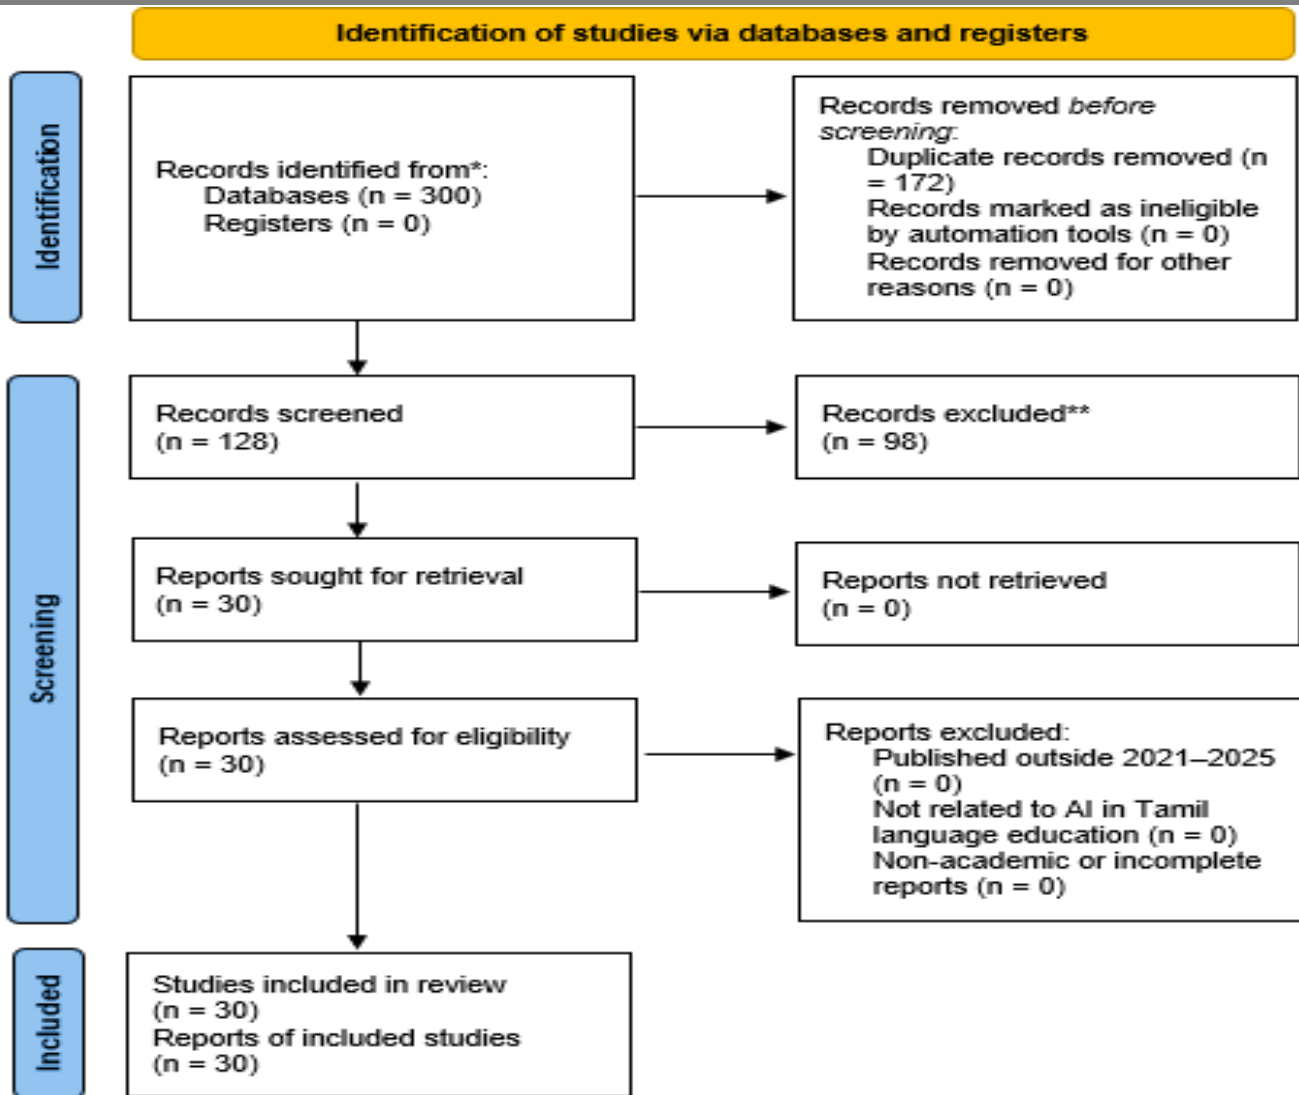 Identification of studies via databases and registers
Identification
Records identified from*:
Databases (n = 300)
Registers (n = 0)
Records removed before
screening:
Duplicate records removed (n
= 172)
Records marked as ineligible
by automation tools (n = 0)
Records removed for other
reasons (n = 0)
Screening
Records screened
(n = 128)
Records excluded**
(n = 98)
Reports sought for retrieval
(n = 30)
Reports not retrieved
(n = 0)
Reports assessed for eligibility
(n = 30)
Reports excluded:
Published outside 2021–2025
(n = 0)
Not related to AI in Tamil
language education (n = 0)
Non-academic or incomplete
reports (n = 0)
Included
Studies included in review
(n = 30)
Reports of included studies
(n = 30)